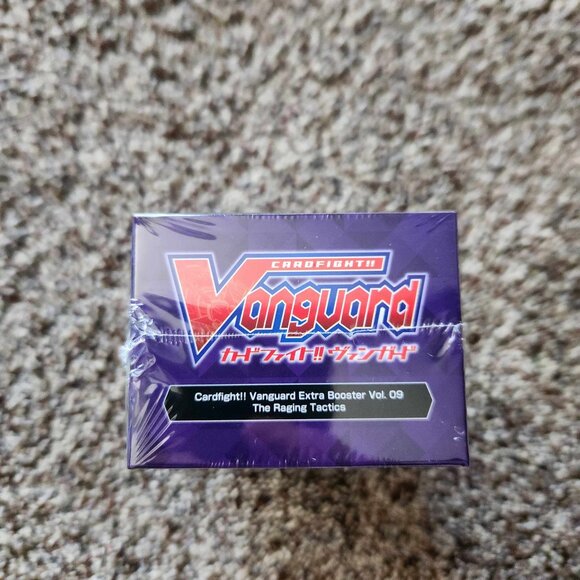 CARDFIGHT!!
Vanguard
カードファイト!! ヴァンガード
Cardfight!! Vanguard Extra Booster Vol. 09
The Raging Tactics